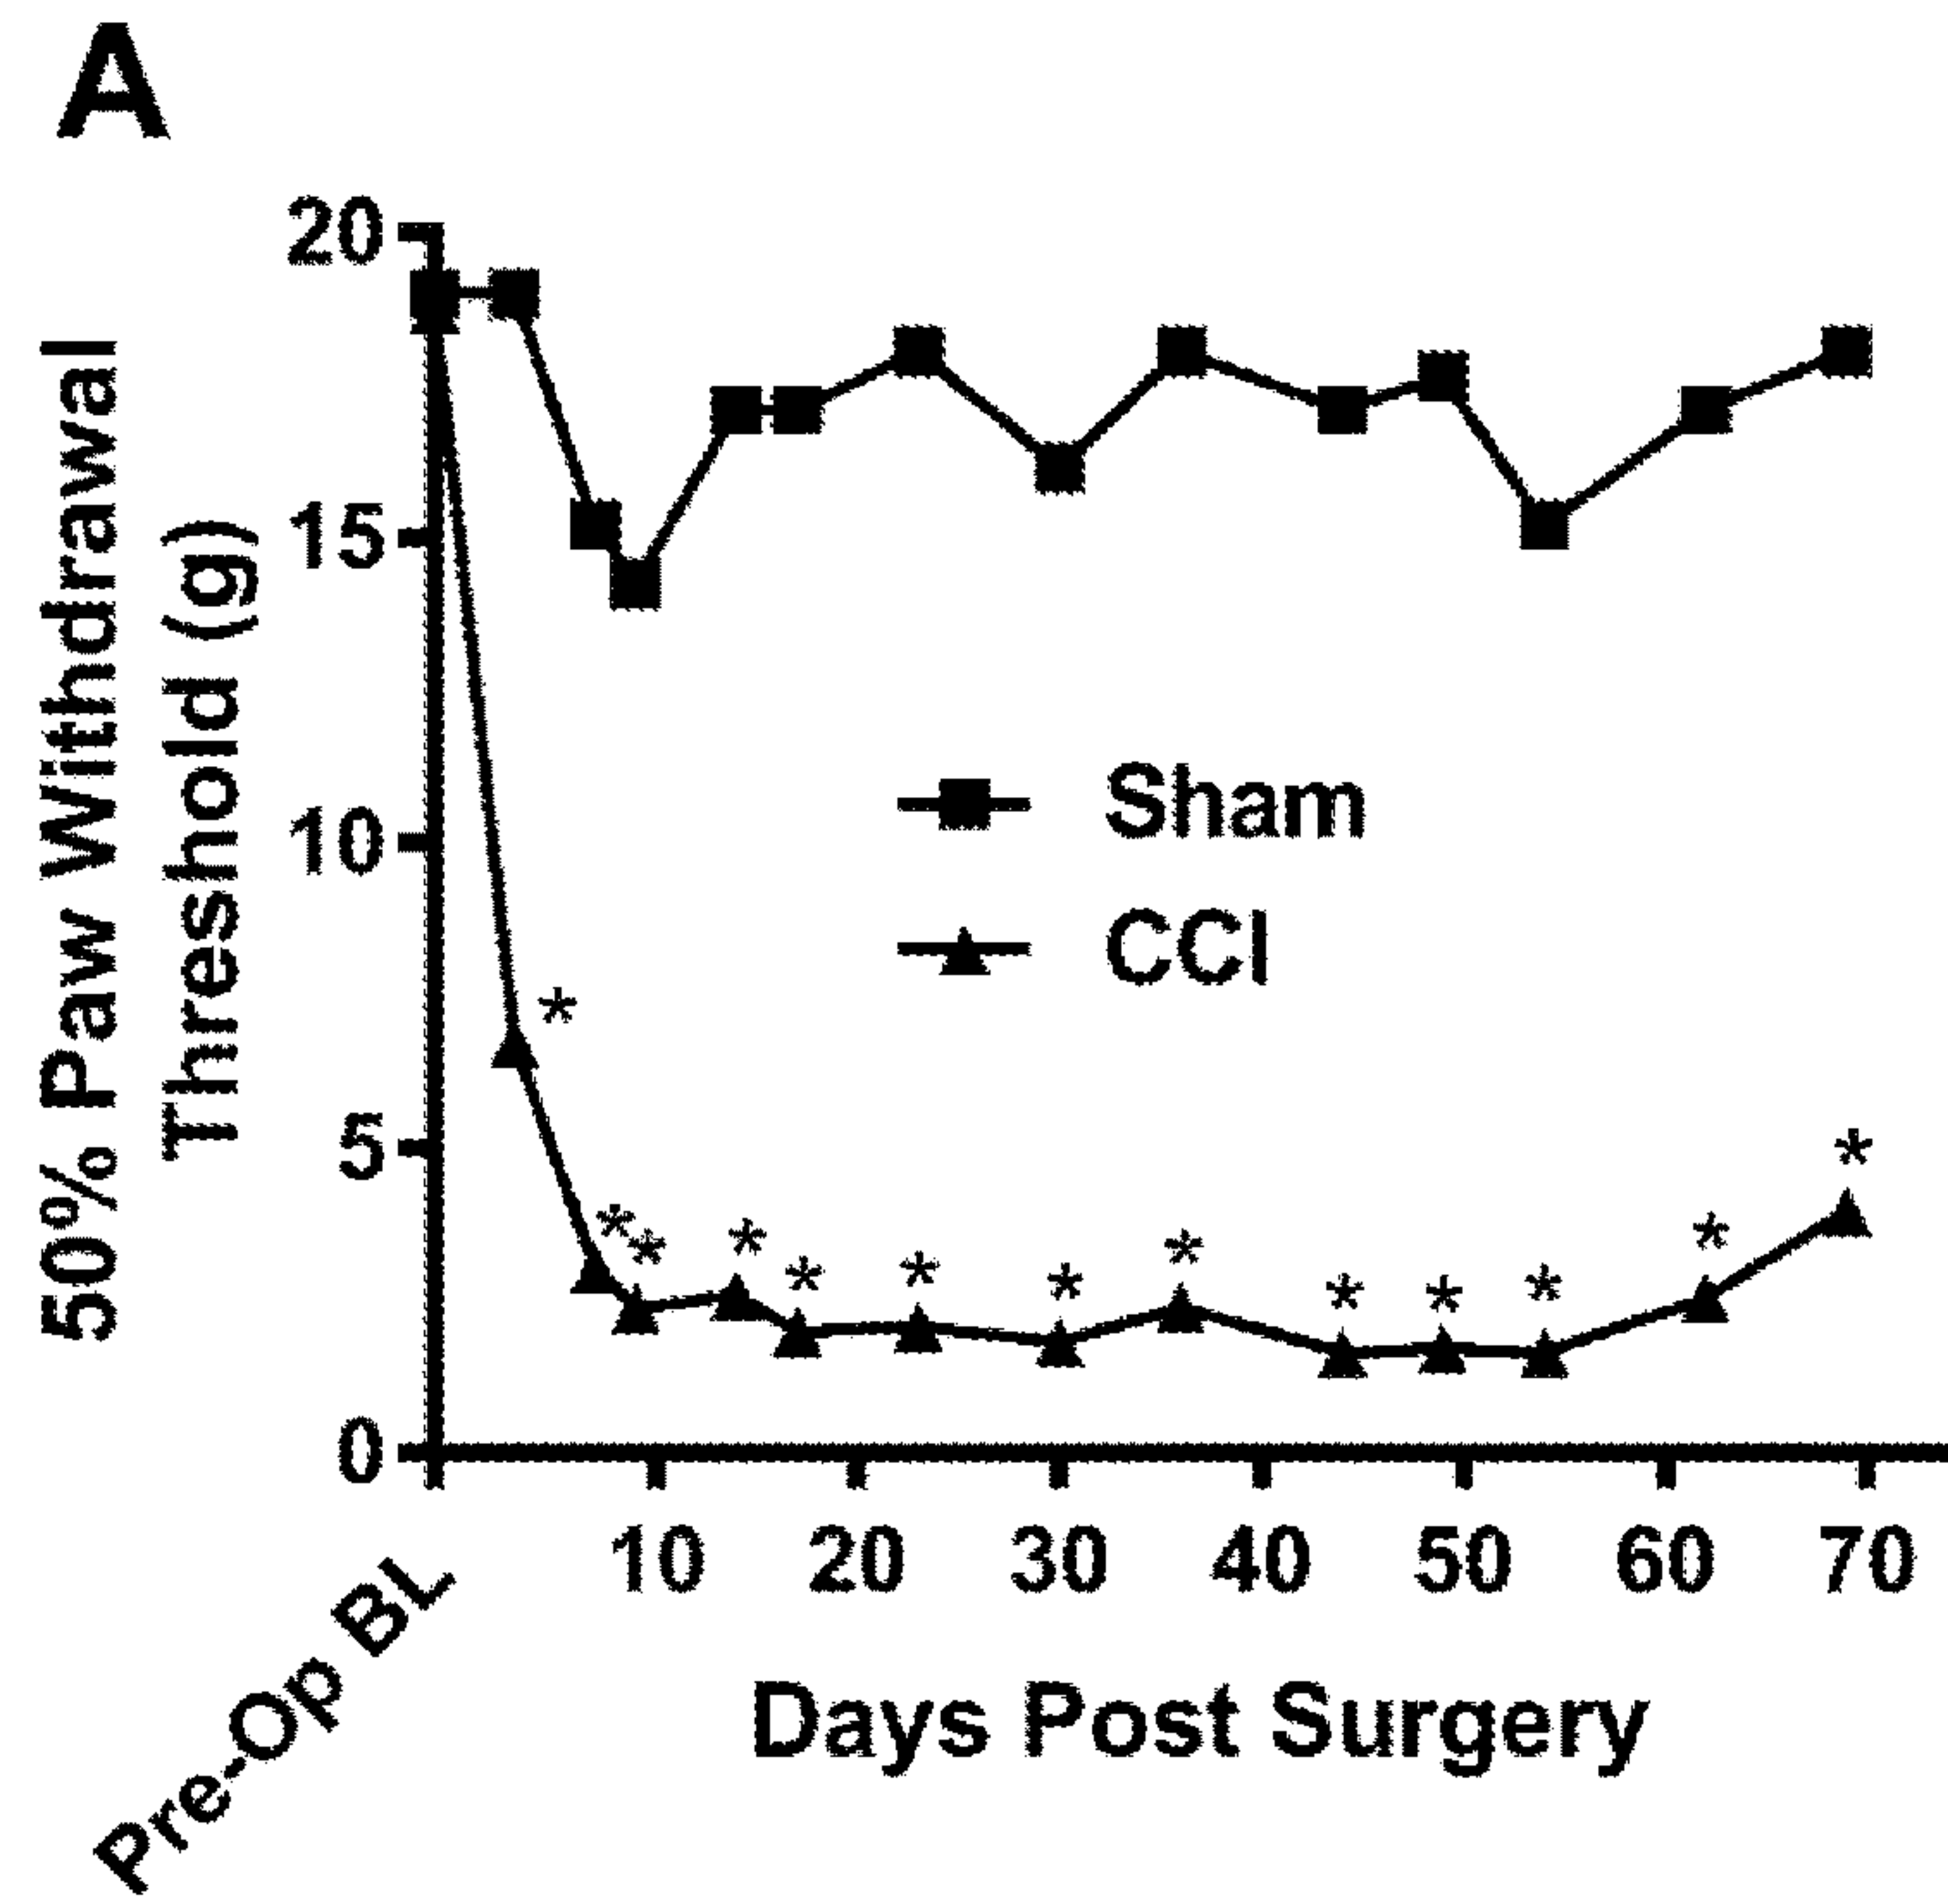 A
50% Paw Withdrawal
Threshold (g)
20
15
10
5
0
Sham
CCI
*
*
*
*
*
*
*
*
*
*
*
*
*
Pre-Op BL
10 20 30 40 50 60 70
Days Post Surgery